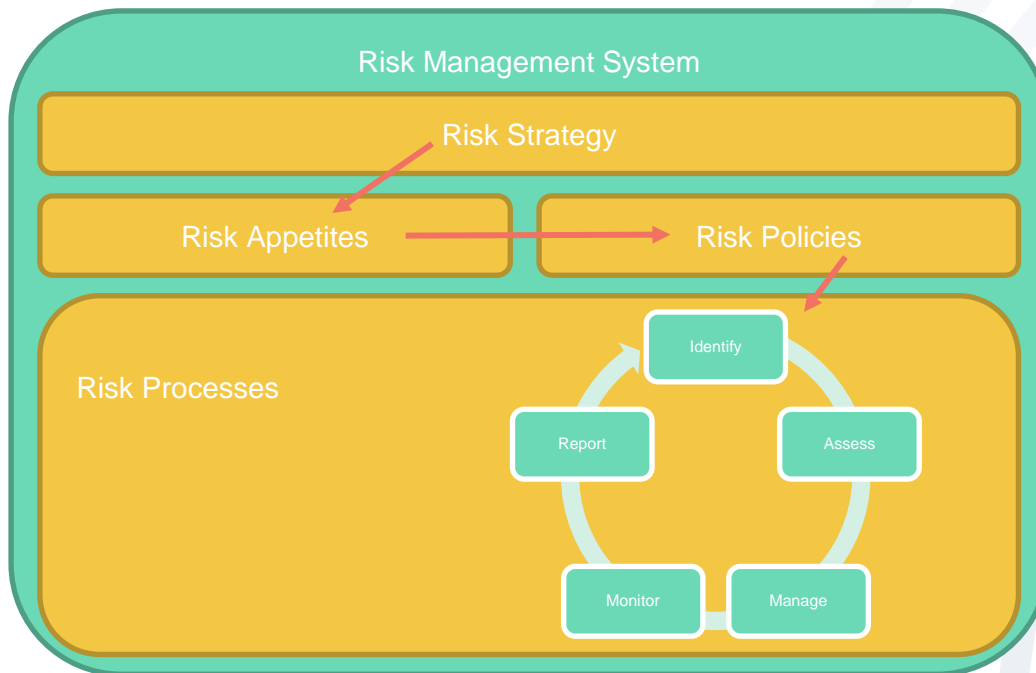 Risk Management System
Risk Strategy
Risk Appetites
Risk Policies
Risk Processes
Identify
Assess
Manage
Monitor
Report